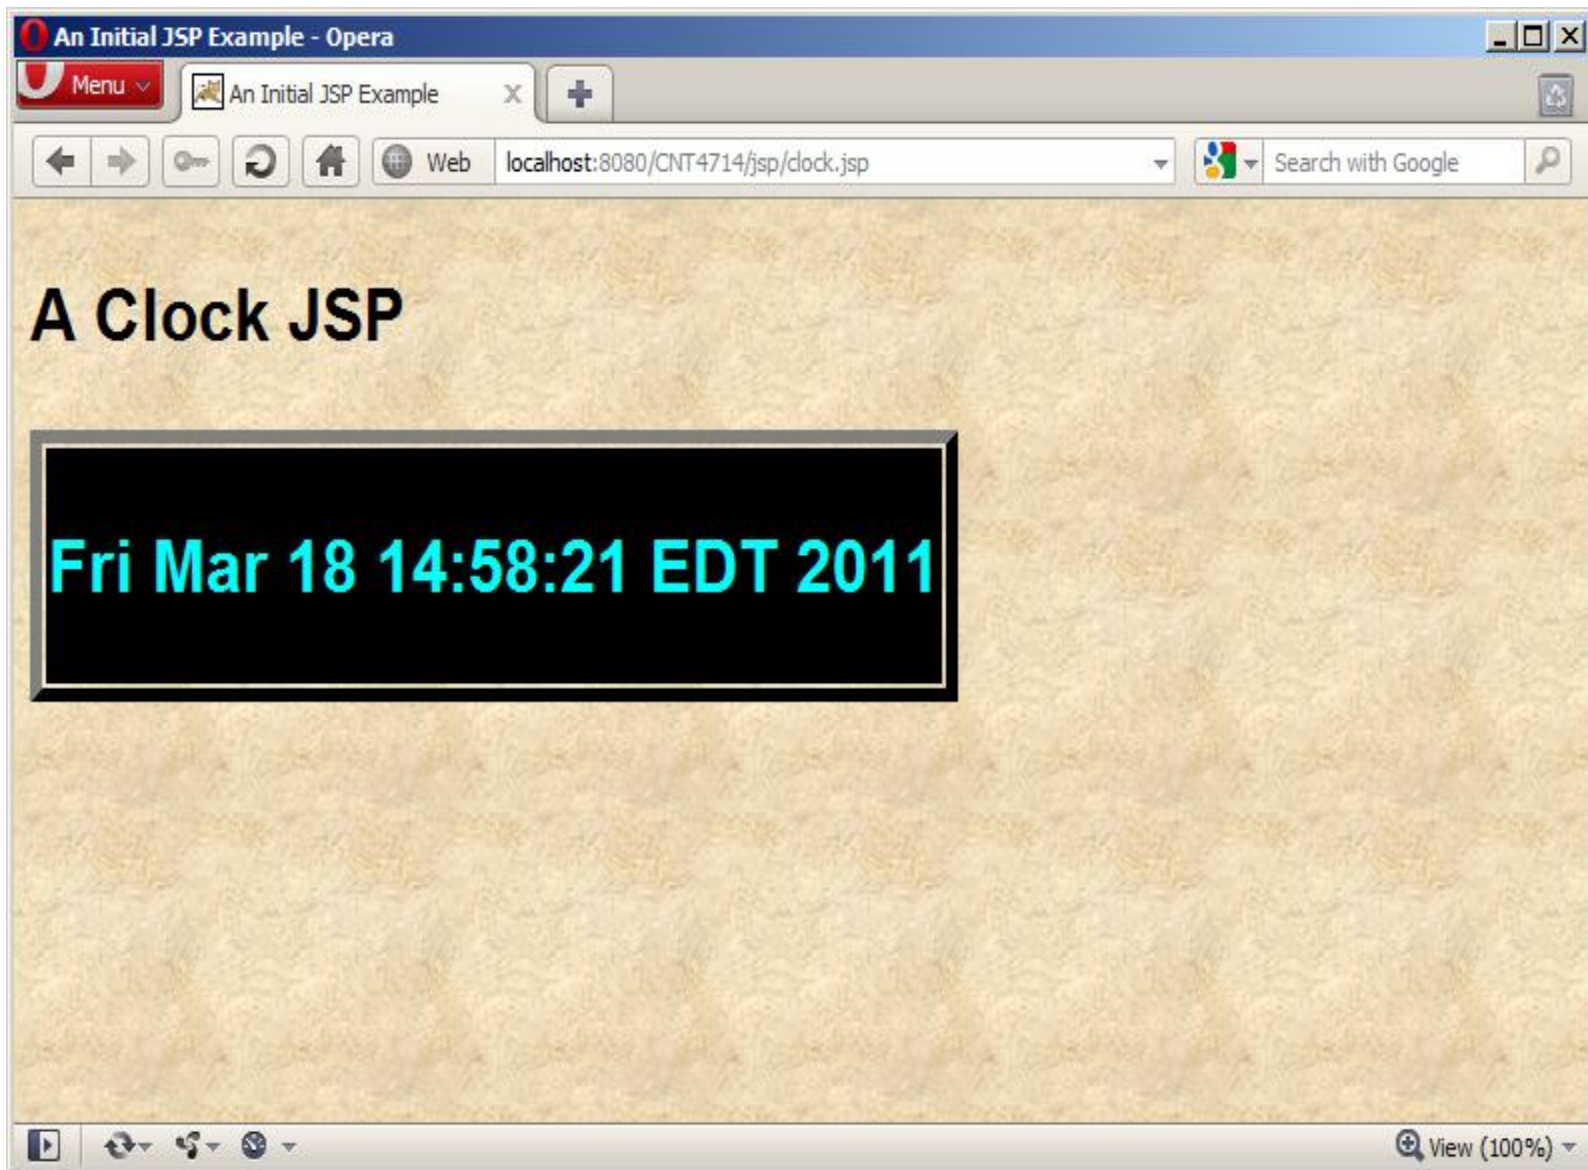 An Initial JSP Example - Opera
Menu
An Initial JSP Example
Web
localhost:8080/CNT4714/jsp/clock.jsp
Search with Google
A Clock JSP
Fri Mar 18 14:58:21 EDT 2011
View (100%)